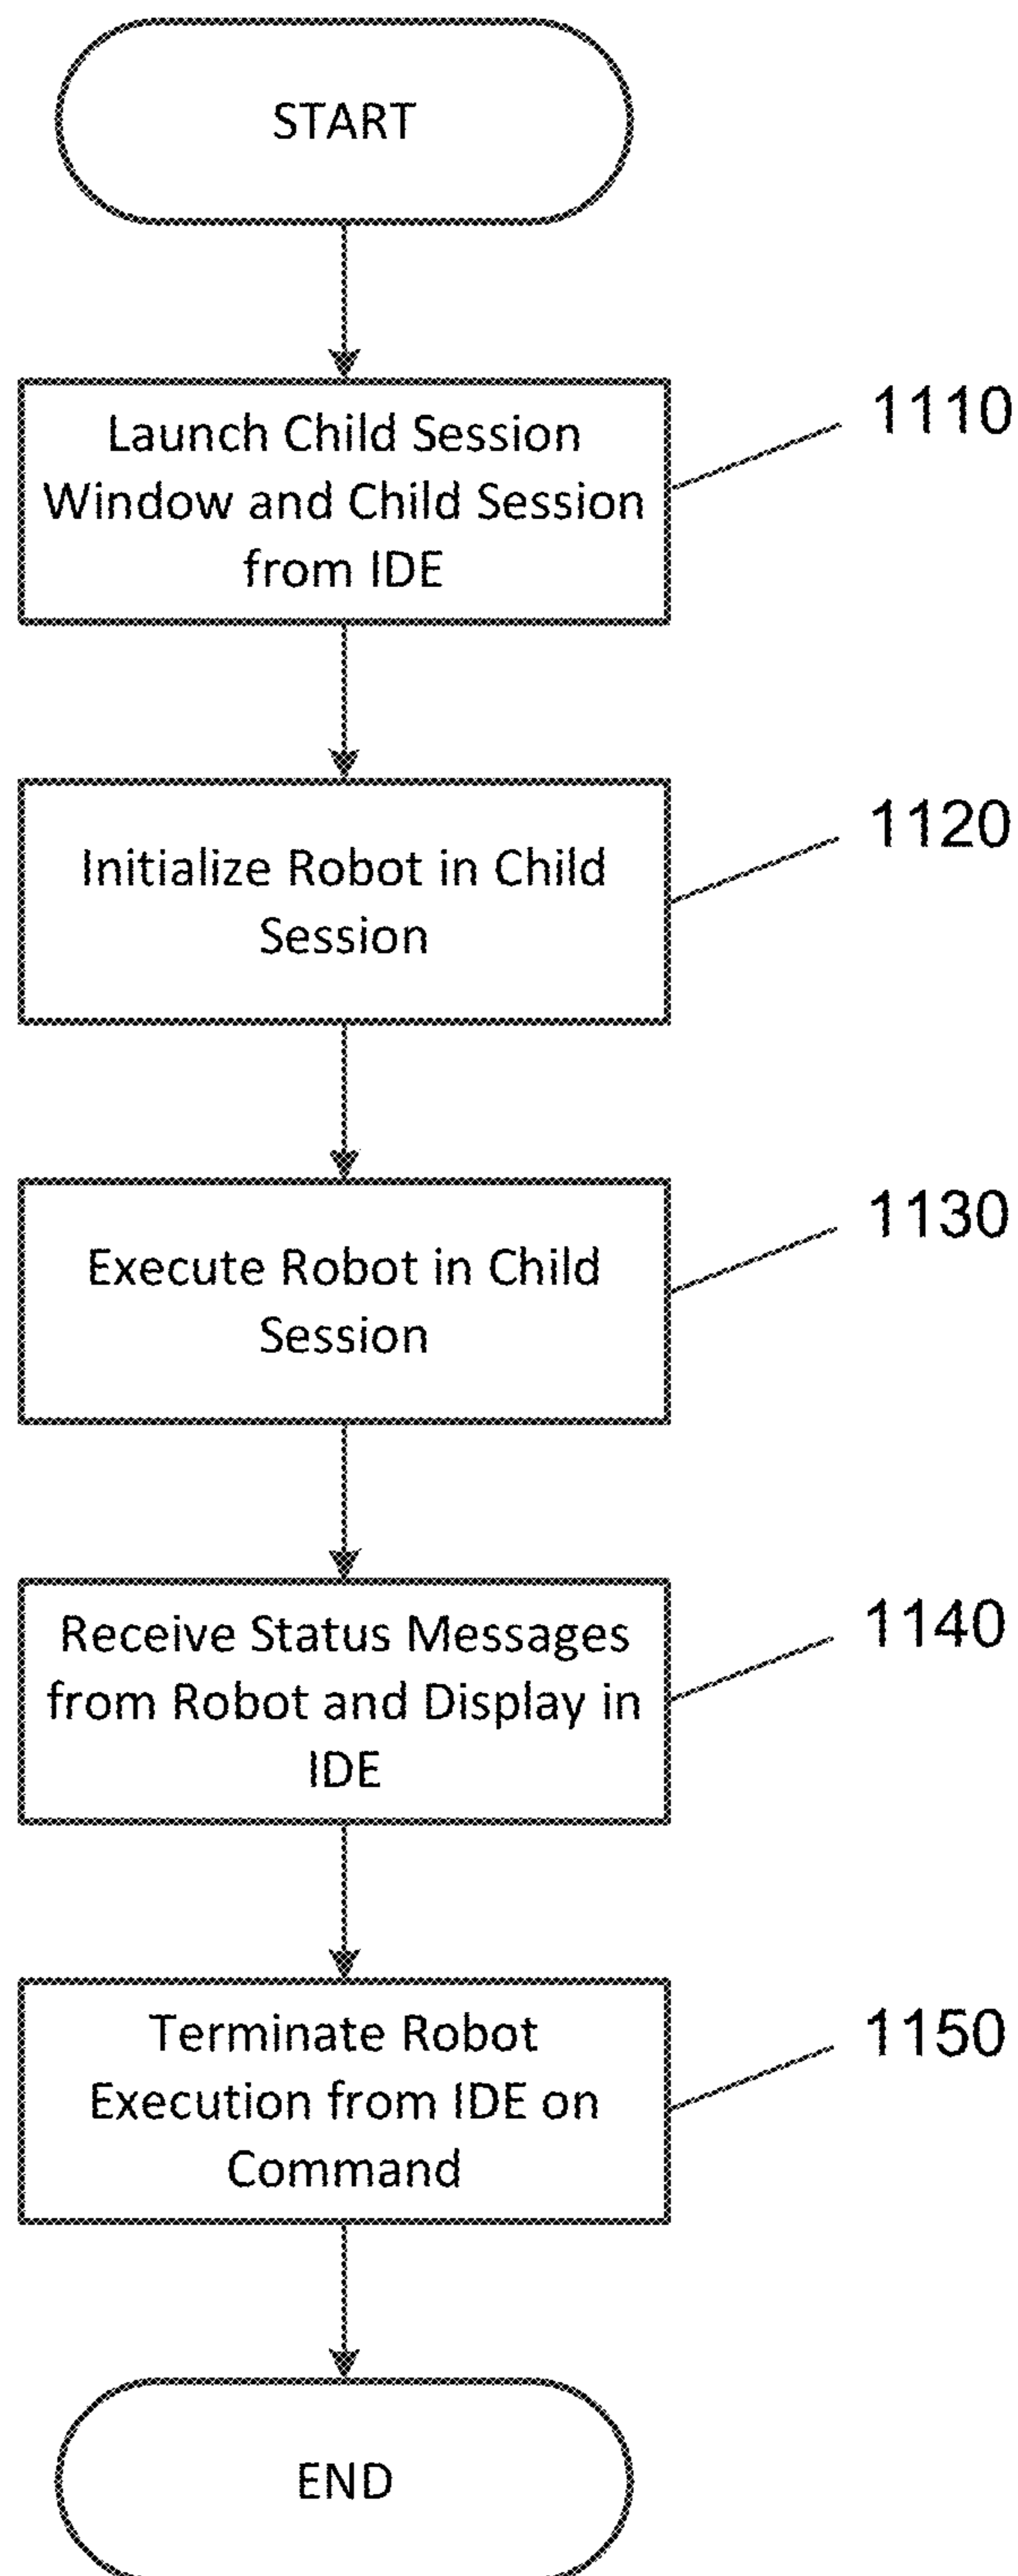 START
Launch Child Session
Window and Child Session
from IDE
1110
Initialize Robot in Child
Session
1120
Execute Robot in Child
Session
1130
Receive Status Messages
from Robot and Display in
IDE
1140
Terminate Robot
Execution from IDE on
Command
1150
END